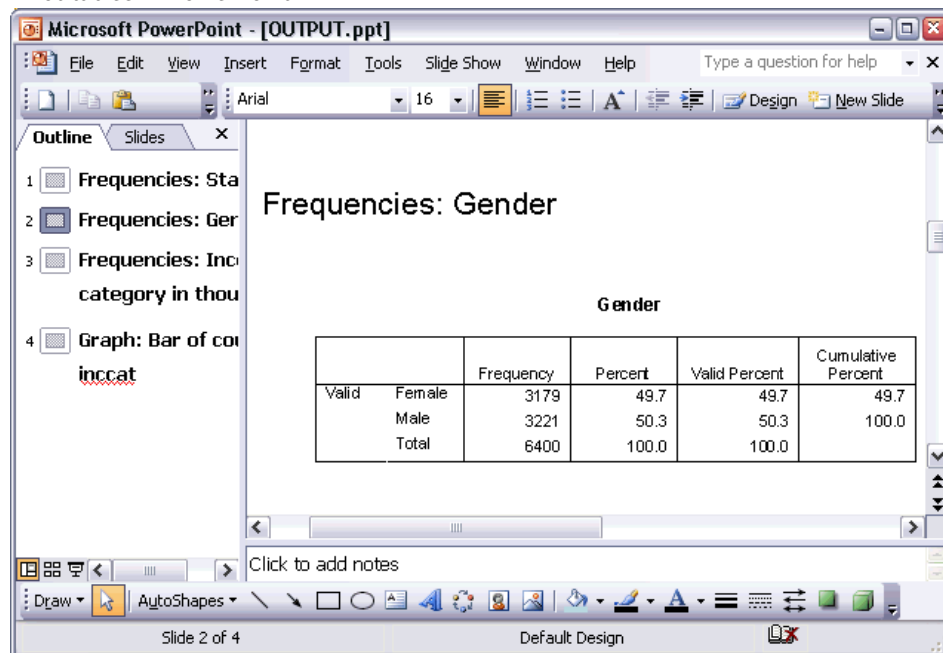 Microsoft PowerPoint - [OUTPUT.ppt]
File Edit View Insert Format Tools Slide Show Window Help Type a question for help
Arial 16 Design New Slide
Outline Slides
1 Frequencies: Sta
2 Frequencies: Ger
3 Frequencies: Inc
category in thou
4 Graph: Bar of cou
inccat
Frequencies: Gender
Gender
Frequency Percent Valid Percent Cumulative Percent
Valid Female 3179 49.7 49.7 49.7
Male 3221 50.3 50.3 100.0
Total 6400 100.0 100.0
Click to add notes
Draw AutoShapes
Slide 2 of 4 Default Design